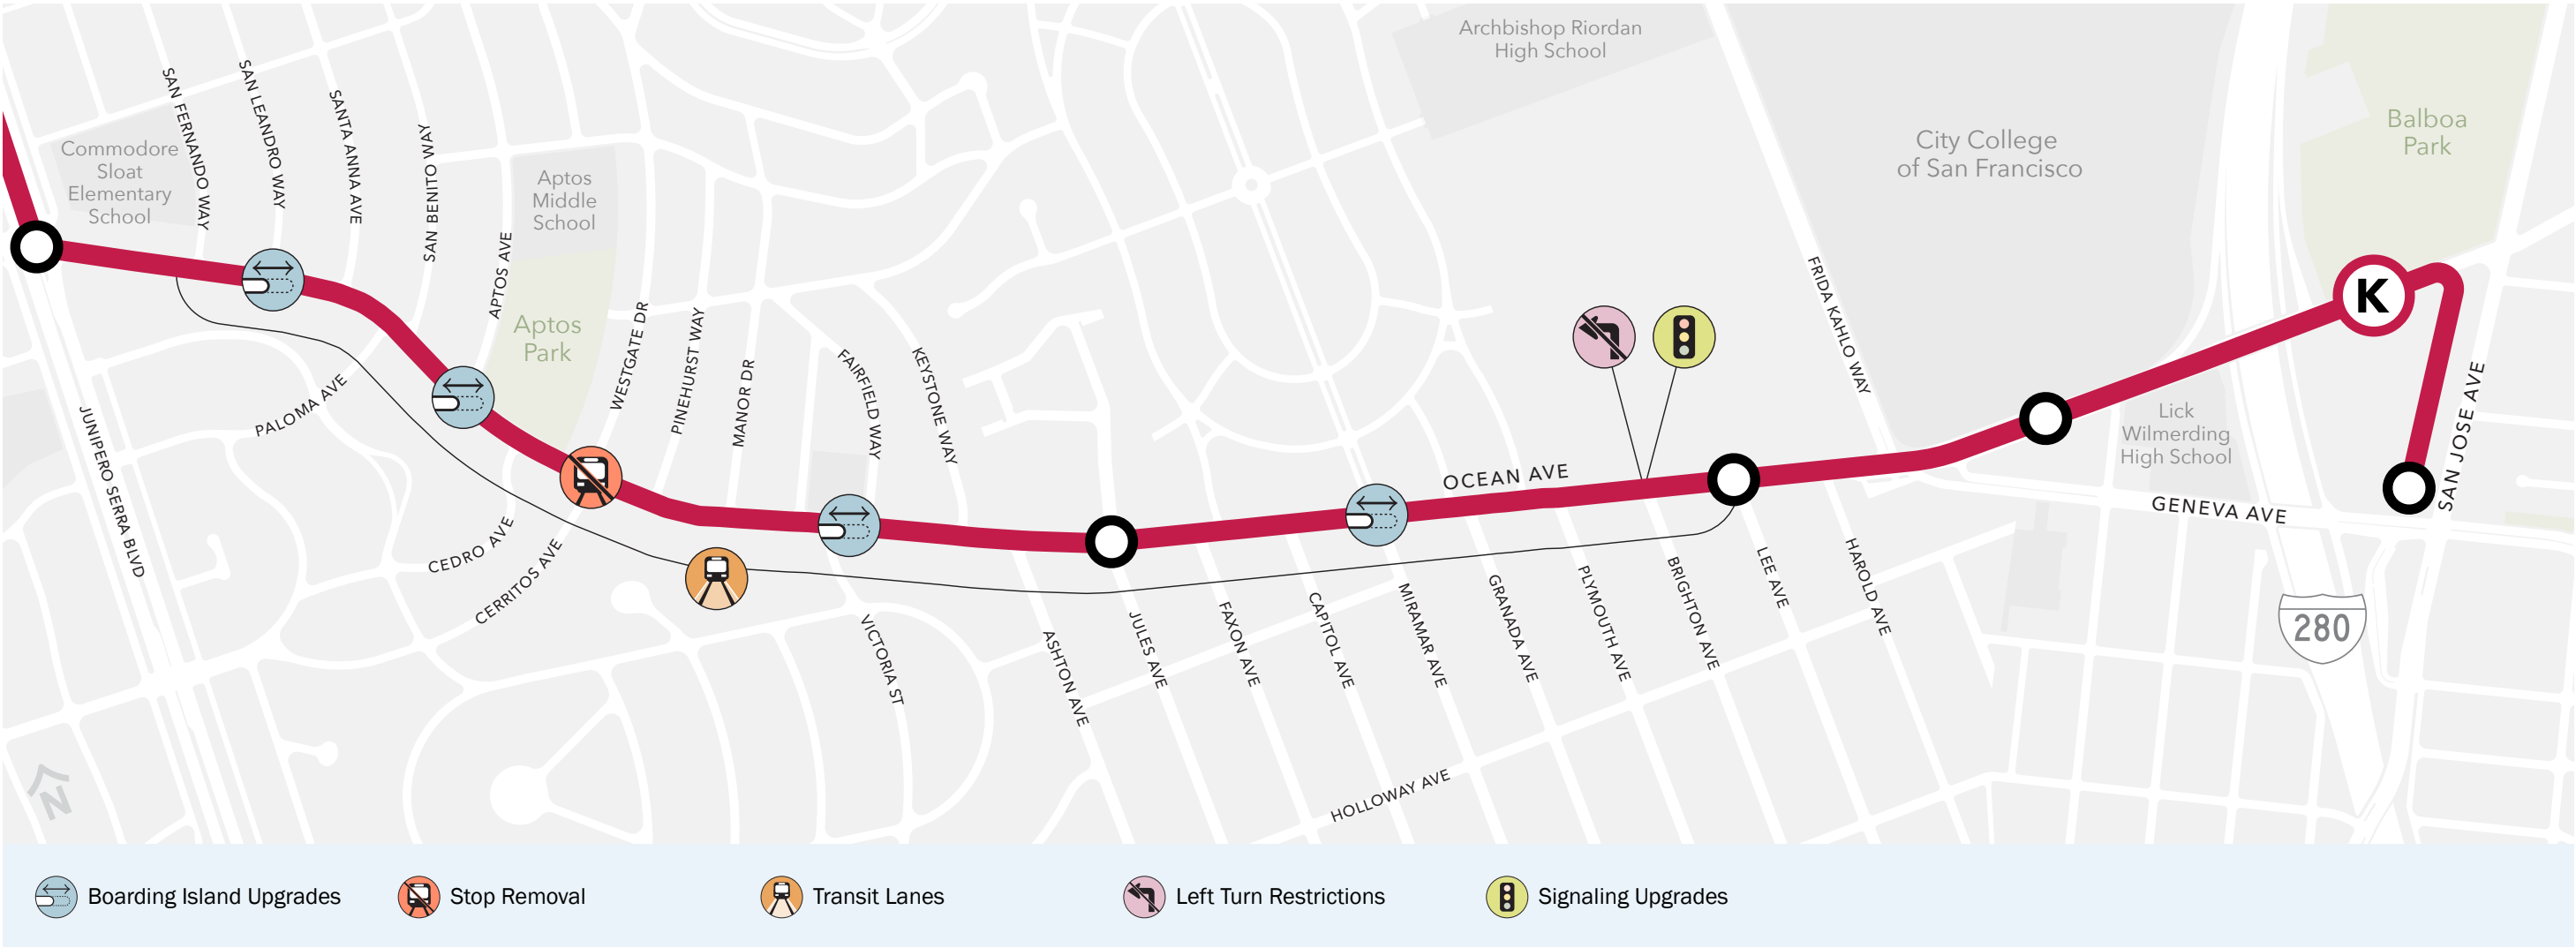 Archbishop Riordan
High School
City College
of San Francisco
Balboa
Park
Commodore
Sloat
Elementary
School
SAN FERNANDO WAY
SAN LEANDRO WAY
SANTA ANNA AVE
SAN BENITO WAY
APTOS AVE
Aptos
Middle
School
Aptos
Park
WESTGATE DR
PINEHURST WAY
MANOR DR
FAIRFIELD WAY
KEYSTONE WAY
FRIDA KAHLO WAY
K
OCEAN AVE
Lick
Wilmerding
High School
GENEVA AVE
SAN JOSE AVE
JUNIPERO SERRA BLVD
PALOMA AVE
CEDRO AVE
CERRITOS AVE
VICTORIA ST
ASHTON AVE
JULES AVE
FAXON AVE
CAPITOL AVE
MIRAMAR AVE
GRANADA AVE
PLYMOUTH AVE
BRIGHTON AVE
LEE AVE
HAROLD AVE
280
HOLLOWAY AVE
N
Boarding Island Upgrades
Stop Removal
Transit Lanes
Left Turn Restrictions
Signaling Upgrades